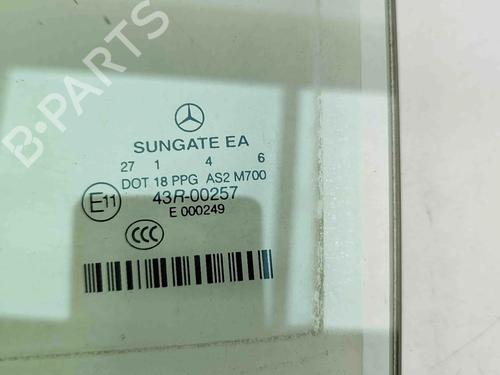 B-PARTS
SUNGATE EA
27 1 4 6
DOT 18 PPG AS2 M700
E11 43R-00257
E 000249
CCC